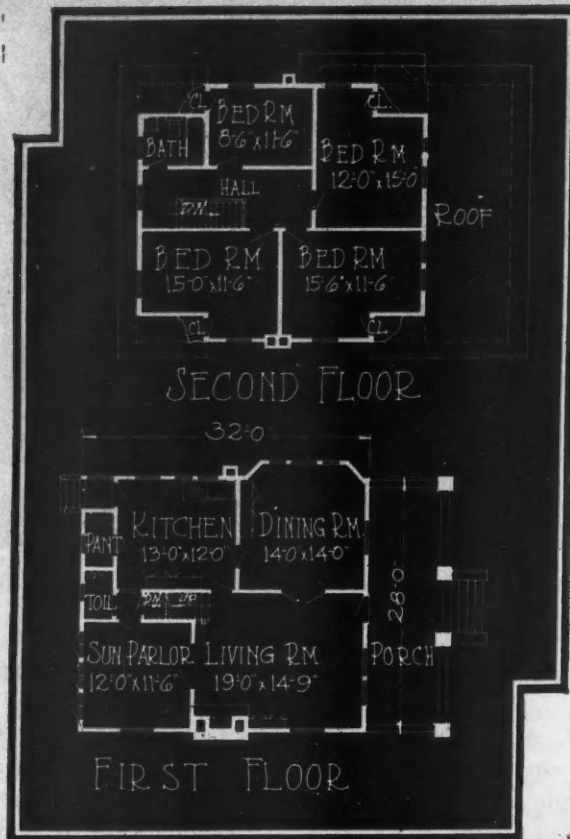 CL
BED RM
8'-6" x 11'-6"
CL
BATH
BED RM
12'-0" x 15'-0"
HALL
DN
ROOF
BED RM
15'-0" x 11'-6"
BED RM
15'-6" x 11'-6"
CL
CL
SECOND FLOOR
32'-0"
KITCHEN
13'-0" x 12'-0"
DINING RM
14'-0 x 14'-0"
PANT
TOIL
DN UP
28'-0"
SUN PARLOR
12'-0" x 11'-6"
LIVING RM
19'-0" x 14'-9"
PORCH
FIRST FLOOR